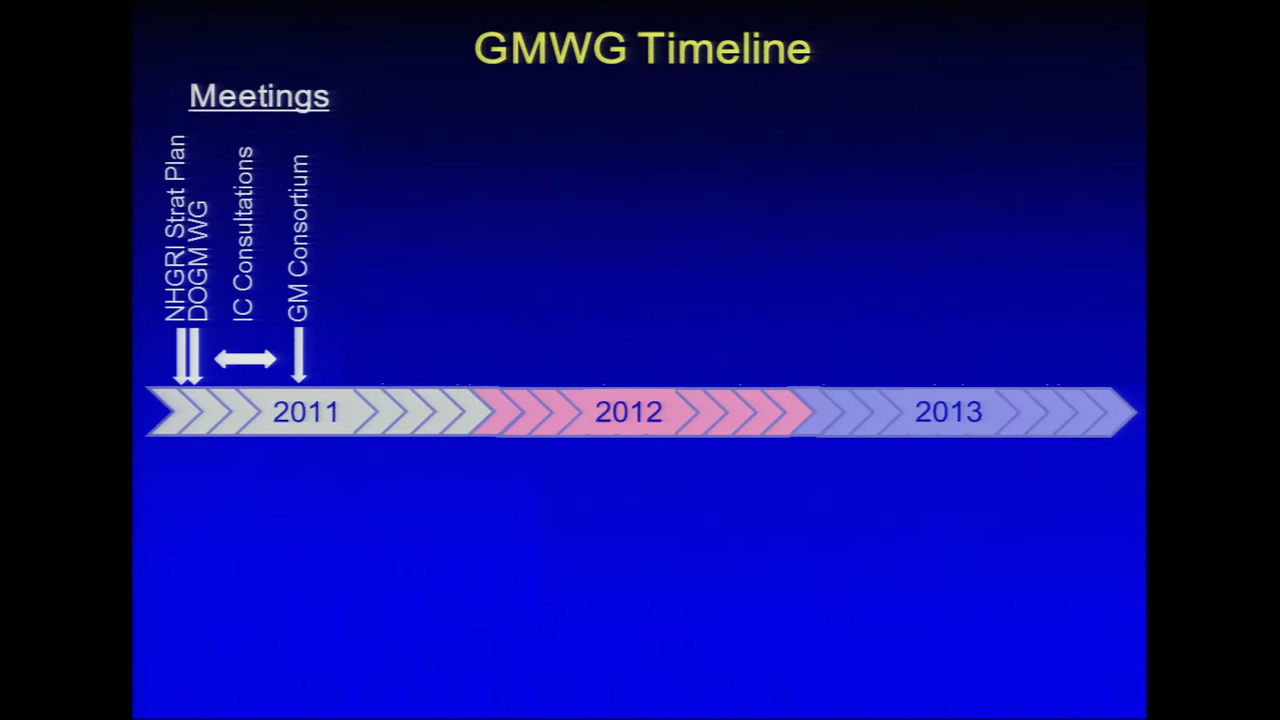 GMWG Timeline
Meetings
NHGRI Strat Plan
DOGM WG
IC Consultations
GM Consortium
2011
2012
2013